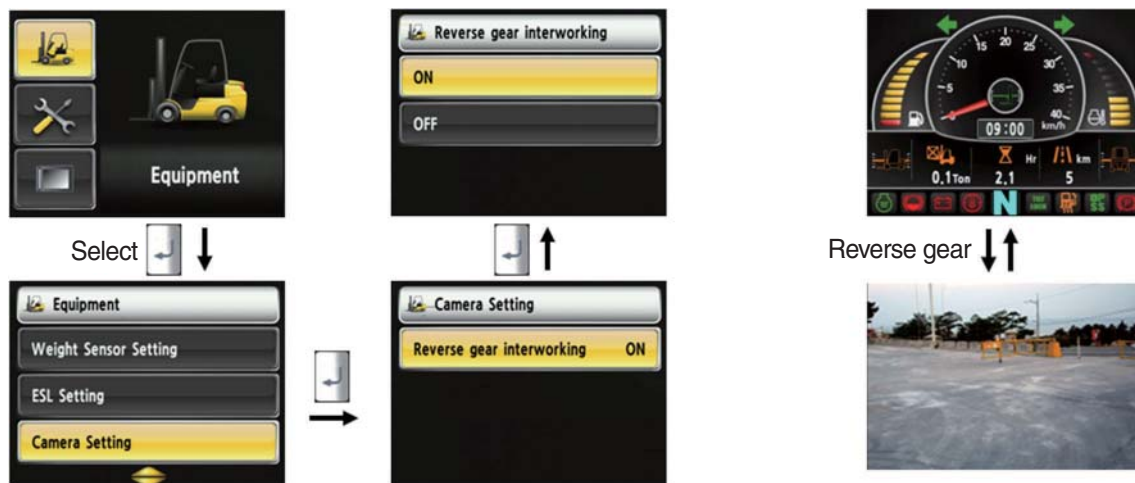 Equipment
Select
Equipment
Weight Sensor Setting
ESL Setting
Camera Setting
Camera Setting
Reverse gear interworking ON
Reverse gear interworking
ON
OFF
5 10 15 20 25 30 35 40
km/h
09:00
Hr km
0.1Ton 2.1 5
N
OP SS P
Reverse gear